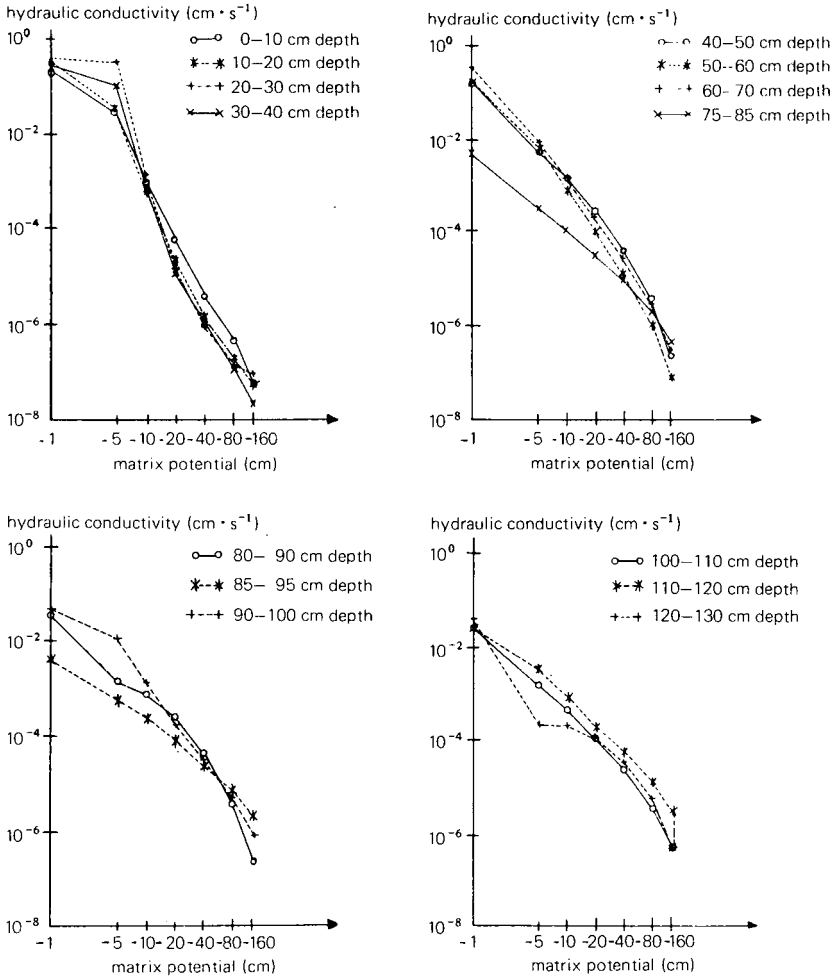 hydraulic conductivity (cm · s⁻¹)
10⁰
10⁻²
10⁻⁴
10⁻⁶
10⁻⁸
0–10 cm depth
10–20 cm depth
20–30 cm depth
30–40 cm depth
-1 -5 -10 -20 -40 -80 -160
matrix potential (cm)
hydraulic conductivity (cm · s⁻¹)
10⁰
10⁻²
10⁻⁴
10⁻⁶
10⁻⁸
40–50 cm depth
50–60 cm depth
60–70 cm depth
75–85 cm depth
-1 -5 -10 -20 -40 -80 -160
matrix potential (cm)
hydraulic conductivity (cm · s⁻¹)
10⁰
10⁻²
10⁻⁴
10⁻⁶
10⁻⁸
80– 90 cm depth
85– 95 cm depth
90–100 cm depth
-1 -5 -10 -20 -40 -80 -160
matrix potential (cm)
hydraulic conductivity (cm · s⁻¹)
10⁰
10⁻²
10⁻⁴
10⁻⁶
10⁻⁸
100–110 cm depth
110–120 cm depth
120–130 cm depth
-1 -5 -10 -20 -40 -80 -160
matrix potential (cm)